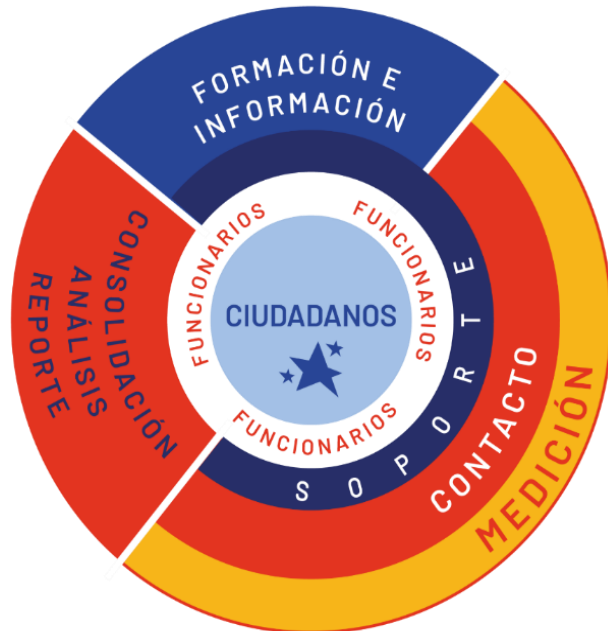 FORMACIÓN E
INFORMACIÓN
FUNCIONARIOS
FUNCIONARIOS
CIUDADANOS
FUNCIONARIOS
SOPORTE
CONTACTO
MEDICIÓN
CONSOLIDACIÓN
ANÁLISIS
REPORTE